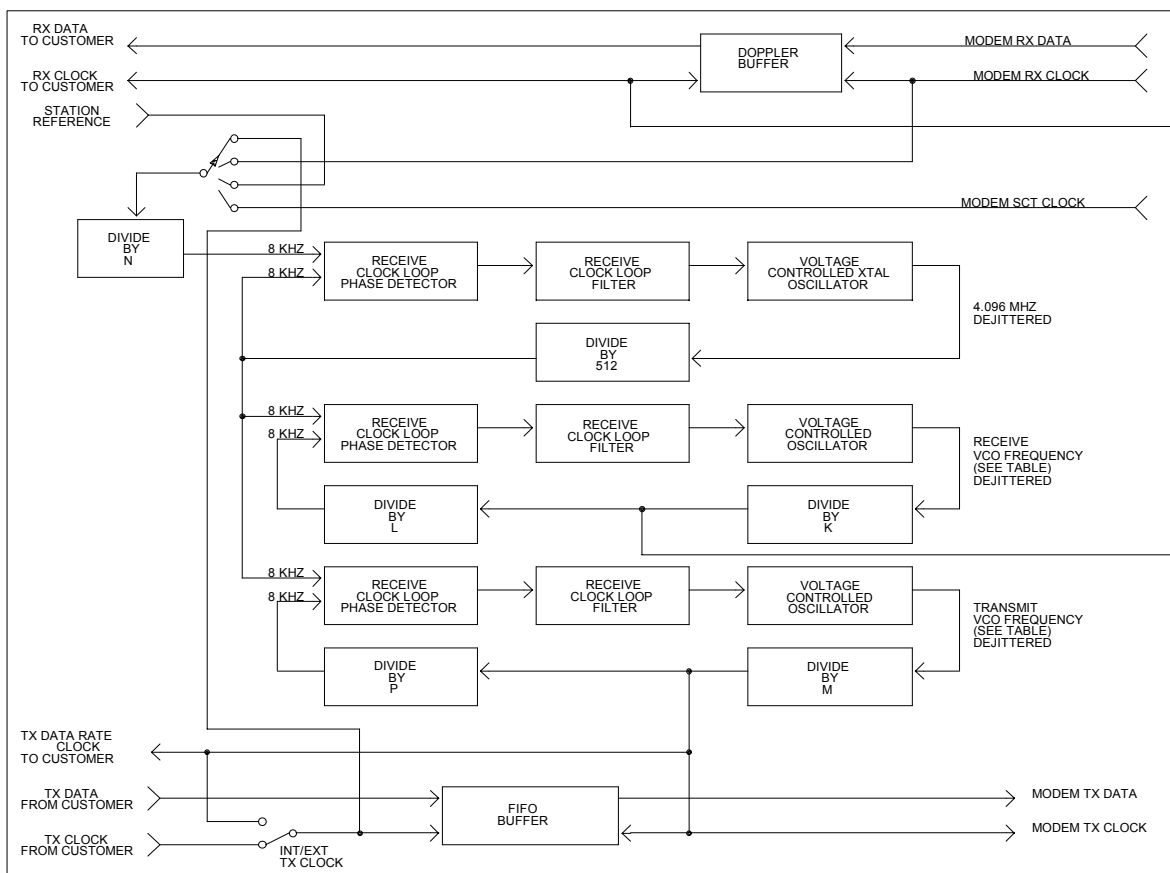 RX DATA
TO CUSTOMER
DOPPLER
BUFFER
MODEM RX DATA
RX CLOCK
TO CUSTOMER
MODEM RX CLOCK
STATION
REFERENCE
MODEM SCT CLOCK
DIVIDE
BY
N
8 KHZ
8 KHZ
RECEIVE
CLOCK LOOP
PHASE DETECTOR
RECEIVE
CLOCK LOOP
FILTER
VOLTAGE
CONTROLLED XTAL
OSCILLATOR
4.096 MHZ
DEJITTERED
DIVIDE
BY
512
8 KHZ
8 KHZ
RECEIVE
CLOCK LOOP
PHASE DETECTOR
RECEIVE
CLOCK LOOP
FILTER
VOLTAGE
CONTROLLED
OSCILLATOR
RECEIVE
VCO FREQUENCY
(SEE TABLE)
DEJITTERED
DIVIDE
BY
L
DIVIDE
BY
K
8 KHZ
8 KHZ
RECEIVE
CLOCK LOOP
PHASE DETECTOR
RECEIVE
CLOCK LOOP
FILTER
VOLTAGE
CONTROLLED
OSCILLATOR
TRANSMIT
VCO FREQUENCY
(SEE TABLE)
DEJITTERED
DIVIDE
BY
P
DIVIDE
BY
M
TX DATA RATE
CLOCK
TO CUSTOMER
TX DATA
FROM CUSTOMER
FIFO
BUFFER
MODEM TX DATA
TX CLOCK
FROM CUSTOMER
INT/EXT
TX CLOCK
MODEM TX CLOCK